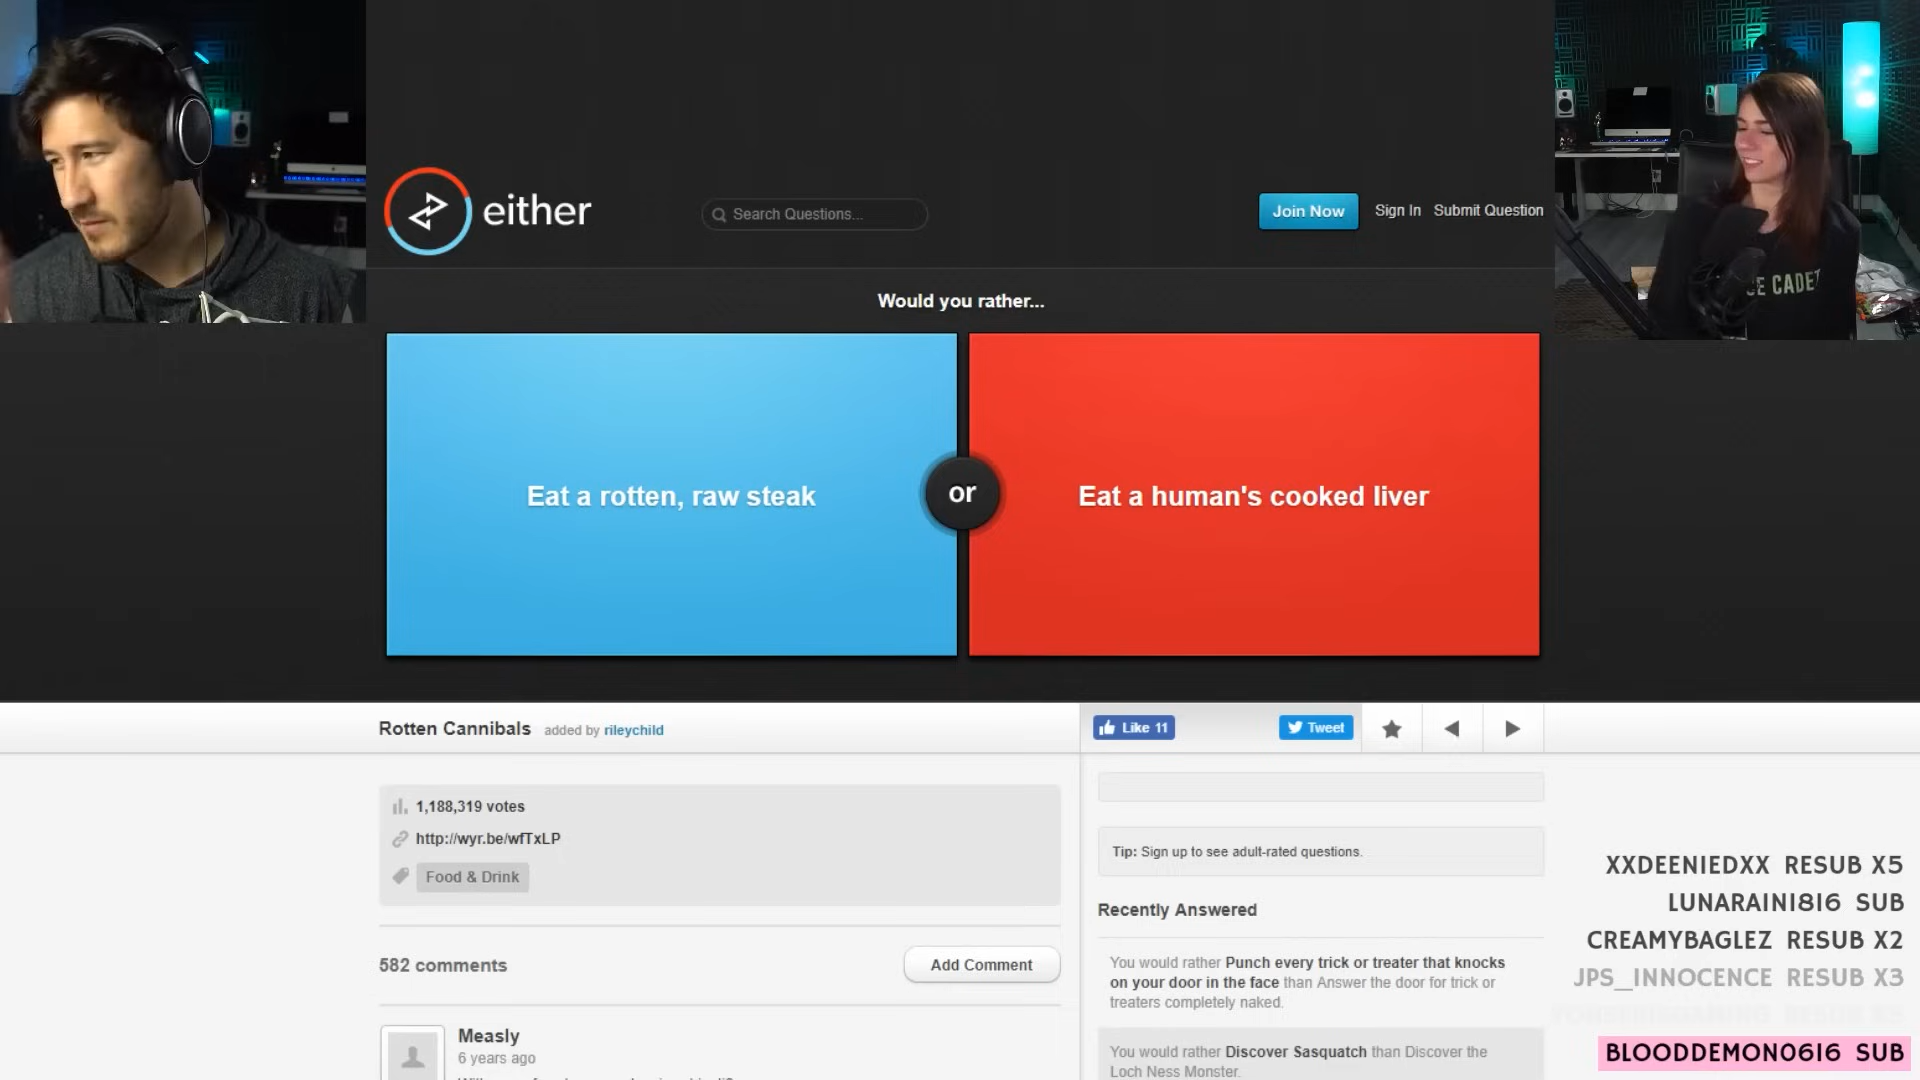 either
Search Questions...
Join Now
Sign In
Submit Question
Would you rather...
Eat a rotten, raw steak
or
Eat a human's cooked liver
E CADET
Rotten Cannibals added by rileychild
Like 11
Tweet
1,188,319 votes
http://wyr.be/wfTxLP
Food & Drink
582 comments
Add Comment
Measly
6 years ago
Tip: Sign up to see adult-rated questions.
Recently Answered
You would rather Punch every trick or treater that knocks
on your door in the face than Answer the door for trick or
treaters completely naked.
You would rather Discover Sasquatch than Discover the
Loch Ness Monster.
XXDEENIEDXX RESUB X5
LUNARAIN1816 SUB
CREAMYBAGLEZ RESUB X2
JPS_INNOCENCE RESUB X3
BLOODDEMON0616 SUB